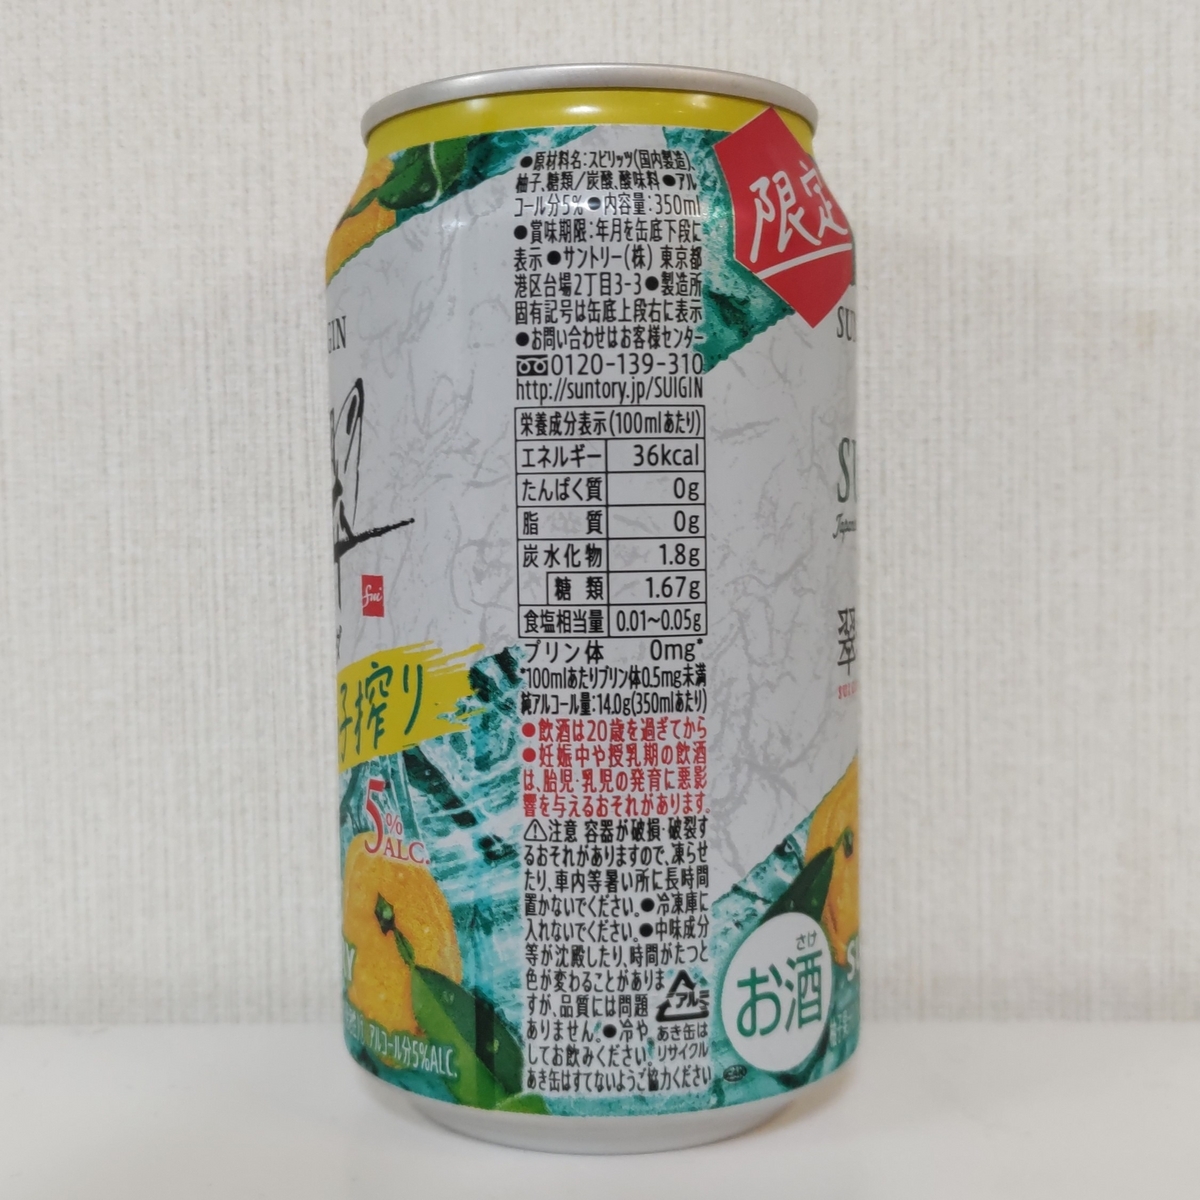 ●原材料名：スピリッツ(国内製造)、
柚子、糖類／炭酸、酸味料 ●アル
コール分5% ●内容量：350ml
●賞味期限：年月を缶底下段に
表示 ●サントリー(株) 東京都
港区台場2丁目3-3 ●製造所
固有記号は缶底上段右に表示
●お問い合わせはお客様センター
0120-139-310
http://suntory.jp/SUIGIN
栄養成分表示(100mlあたり)
エネルギー 36kcal
たんぱく質 0g
脂質 0g
炭水化物 1.8g
糖類 1.67g
食塩相当量 0.01〜0.05g
プリン体 0mg*
*100mlあたりプリン体0.5mg未満
純アルコール量：14.0g(350mlあたり)
●飲酒は20歳を過ぎてから
●妊娠中や授乳期の飲酒
は、胎児・乳児の発育に悪影
響を与えるおそれがあります。
⚠注意 容器が破損・破裂す
るおそれがありますので、凍らせ
たり、車内等暑い所に長時間
置かないでください。●冷凍庫に
入れないでください。●中味成分
等が沈殿したり、時間がたつと
色が変わることがありま
すが、品質には問題
ありません。●冷や
してお飲みください。
あき缶はすてないようご協力ください
アルミ
あき缶は
リサイクル
限定
さけ
お酒
GIN
sui
子搾り
5%
ALC.
アルコール分5%ALC.
翠